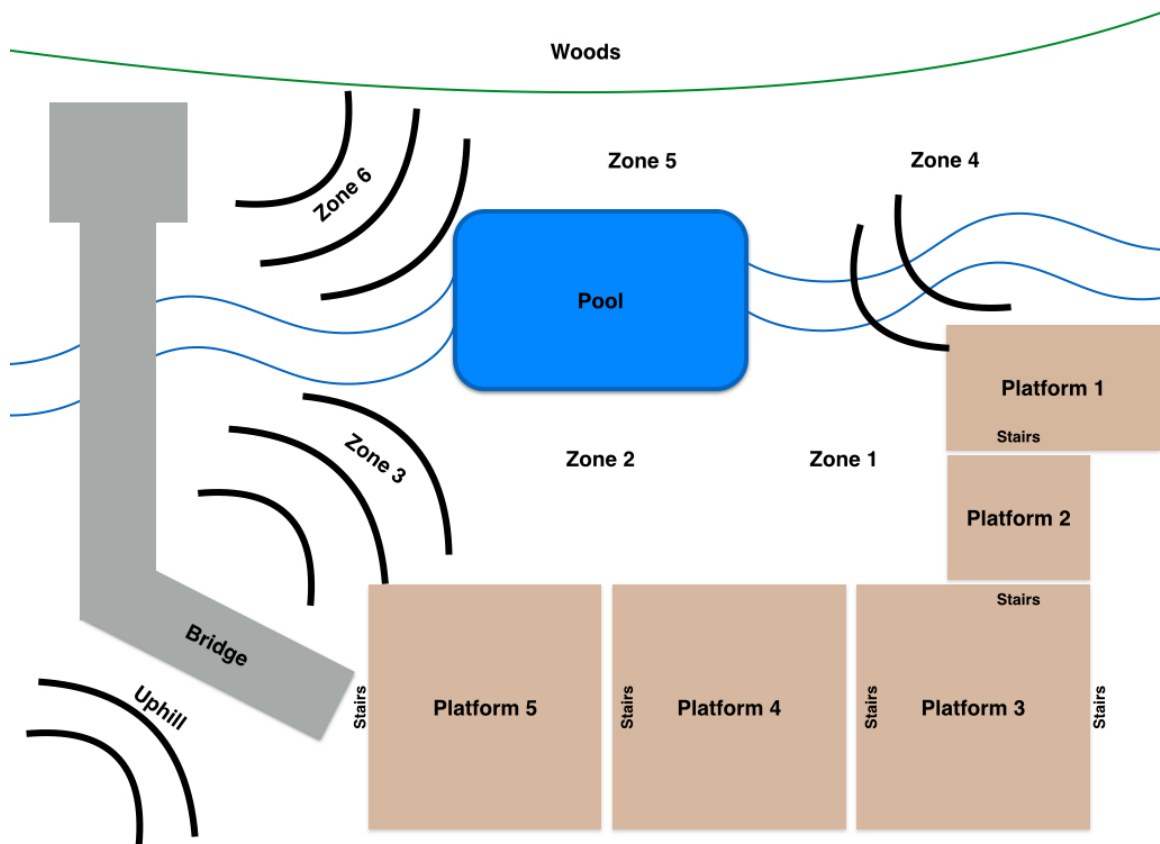 Woods
Zone 5
Zone 4
Zone 6
Pool
Platform 1
Stairs
Zone 3
Zone 2
Zone 1
Platform 2
Stairs
Bridge
Uphill
Stairs
Platform 5
Stairs
Platform 4
Stairs
Platform 3
Stairs